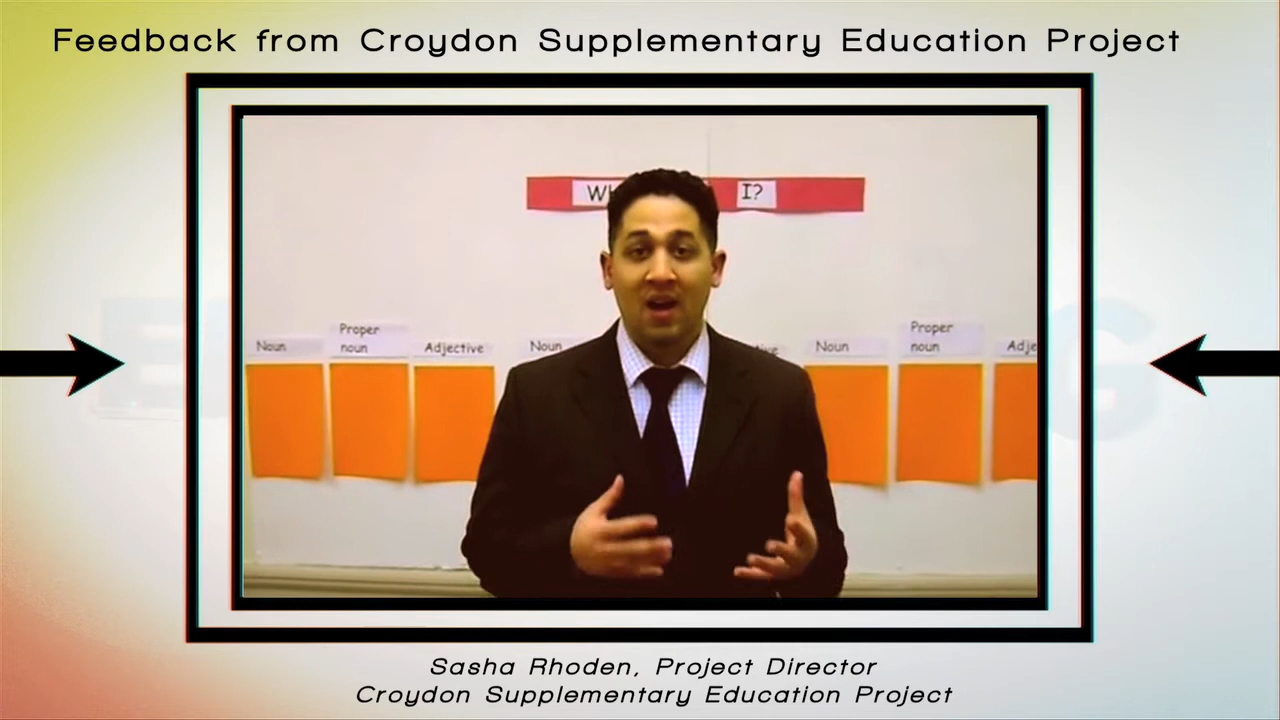 Feedback from Croydon Supplementary Education Project
I?
Proper Proper
Noun noun Adjective Noun Noun noun
Sasha Rhoden, Project Director
Croydon Supplementary Education Project